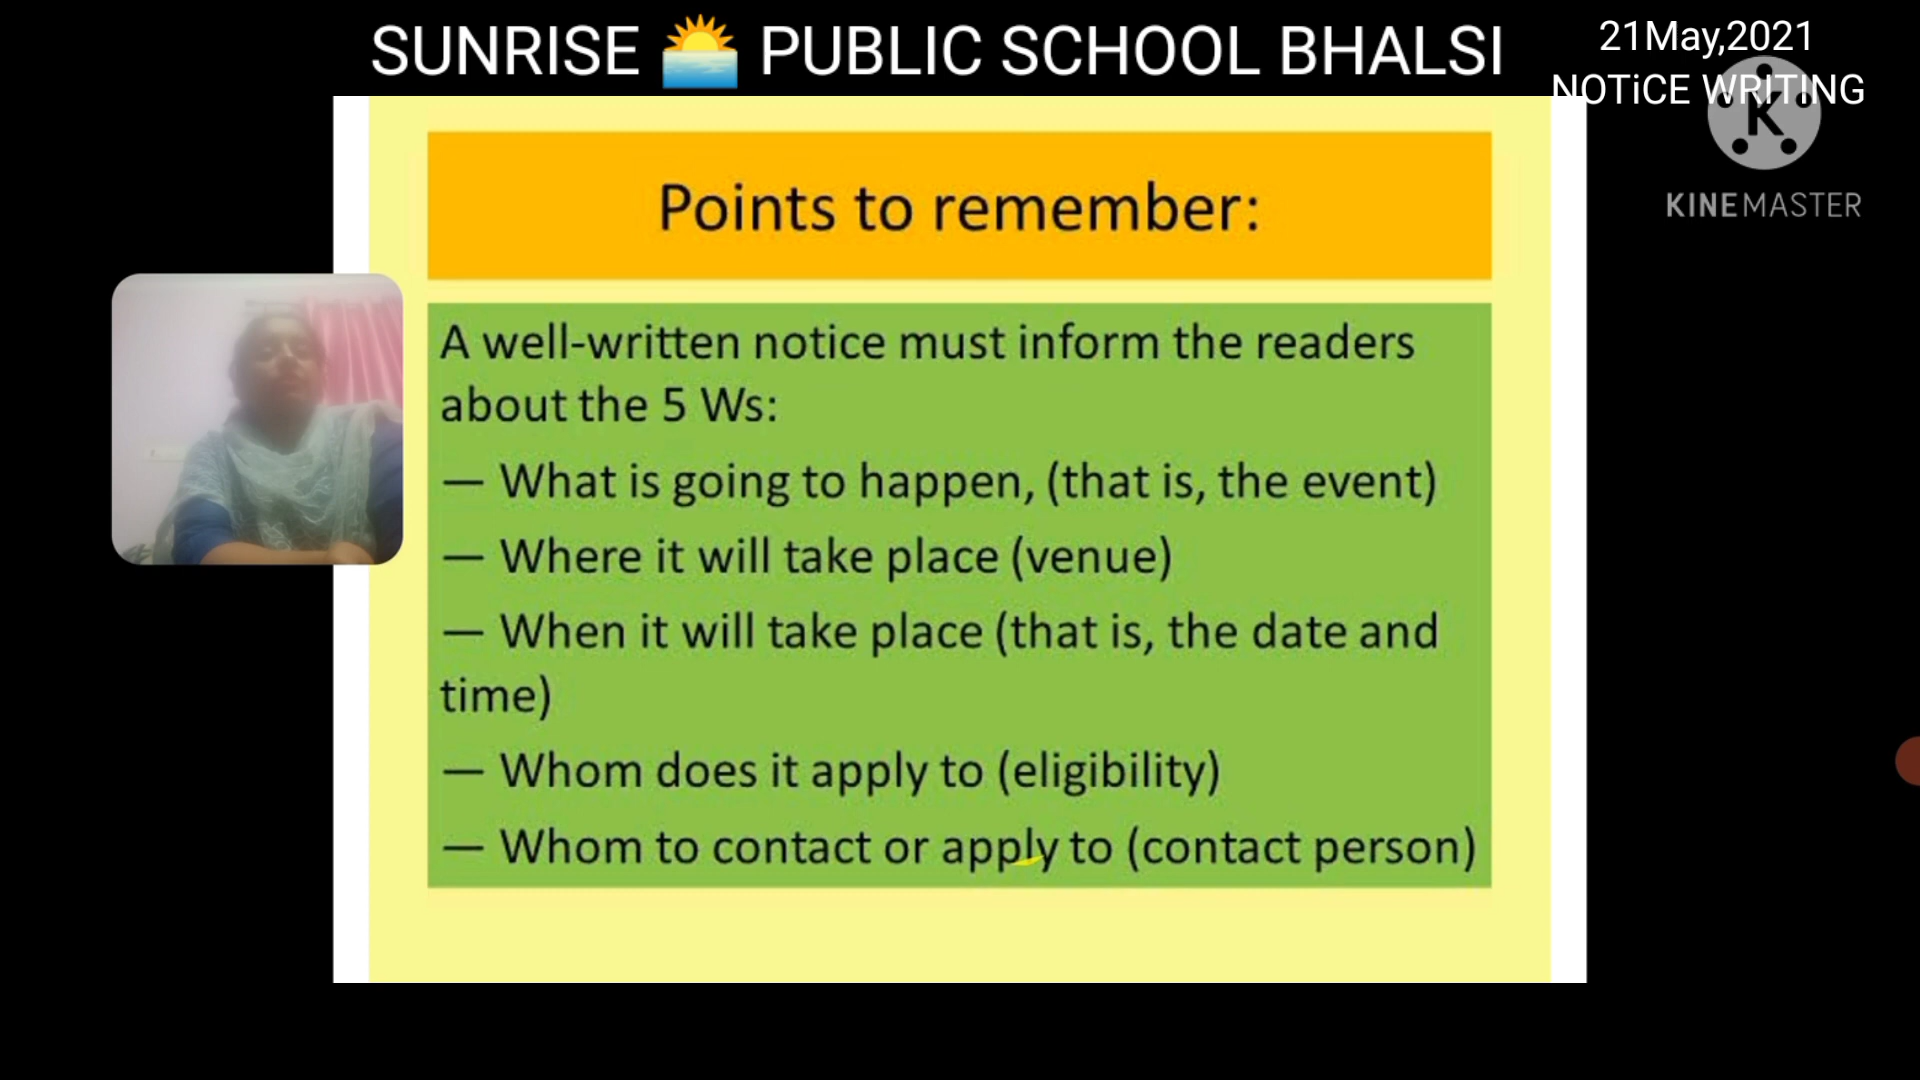 SUNRISE 🌅 PUBLIC SCHOOL BHALSI
21May,2021
NOTiCE WRITING
K
KINEMASTER
Points to remember:
A well-written notice must inform the readers
about the 5 Ws:
— What is going to happen, (that is, the event)
— Where it will take place (venue)
— When it will take place (that is, the date and
time)
— Whom does it apply to (eligibility)
— Whom to contact or apply to (contact person)